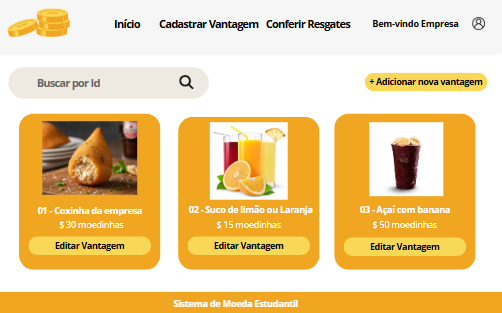 Início Cadastrar Vantagem Conferir Resgates Bem-vindo Empresa
Buscar por Id
+ Adicionar nova vantagem
01 - Coxinha da empresa
$ 30 moedinhas
Editar Vantagem
02 - Suco de limão ou Laranja
$ 15 moedinhas
Editar Vantagem
03 - Açaí com banana
$ 50 moedinhas
Editar Vantagem
Sistema de Moeda Estudantil